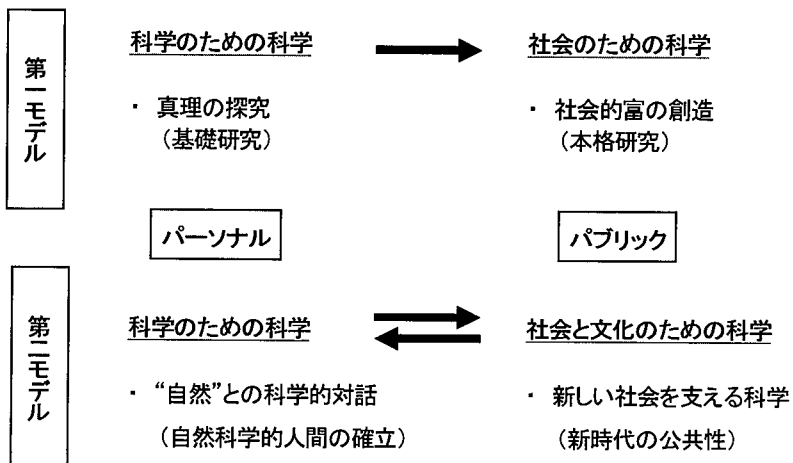 第一モデル
科学のための科学
社会のための科学
・ 真理の探究
（基礎研究）
・ 社会的富の創造
（本格研究）
パーソナル
パブリック
第二モデル
科学のための科学
社会と文化のための科学
・ “自然”との科学的対話
（自然科学的人間の確立）
・ 新しい社会を支える科学
（新時代の公共性）